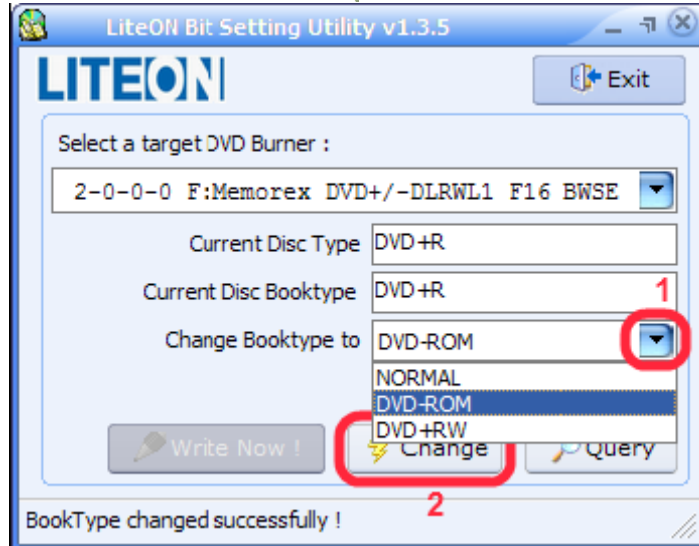 LiteON Bit Setting Utility v1.3.5
LITEON
Exit
Select a target DVD Burner :
2-0-0-0 F:Memorex DVD+/-DLRWL1 F16 BWSE
Current Disc Type DVD+R
Current Disc Booktype DVD+R
1
Change Booktype to DVD-ROM
NORMAL
DVD-ROM
DVD+RW
Write Now ! Change Query
2
BookType changed successfully !